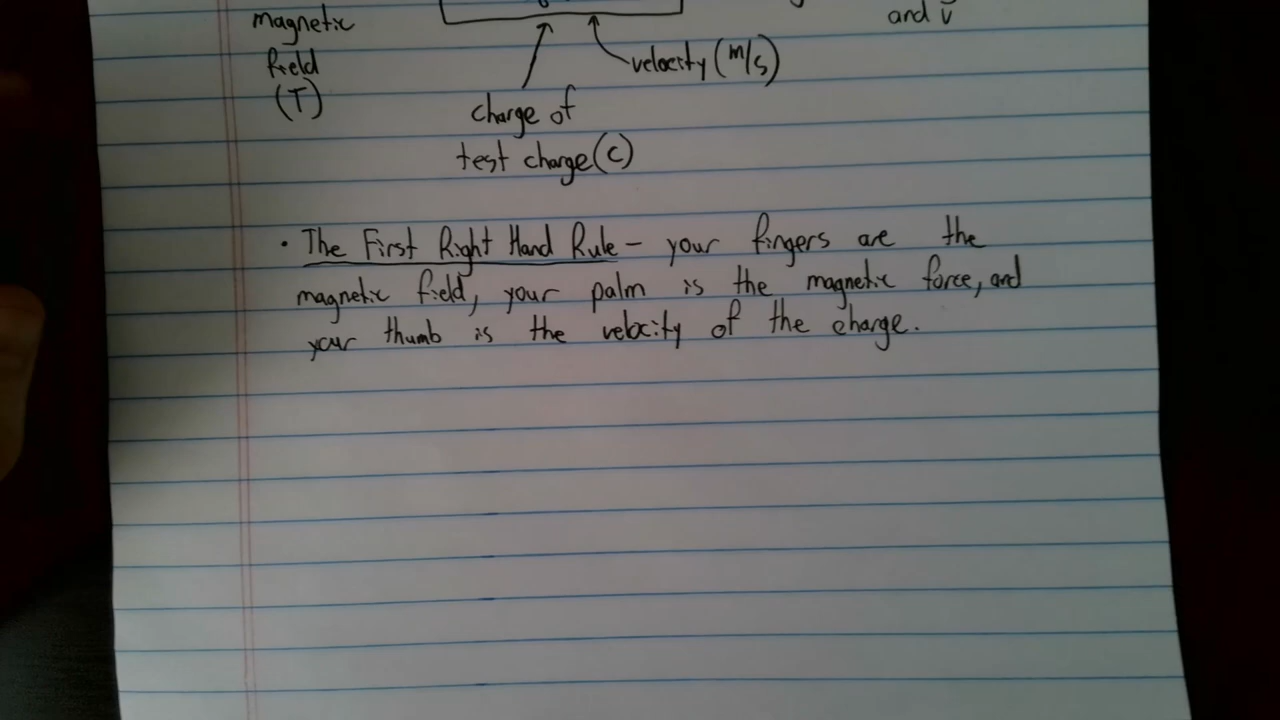 magnetic
field
(T)
and v̄
velocity (m/s)
charge of
test charge (C)
• The First Right Hand Rule – your fingers are the
magnetic field, your palm is the magnetic force, and
your thumb is the velocity of the charge.